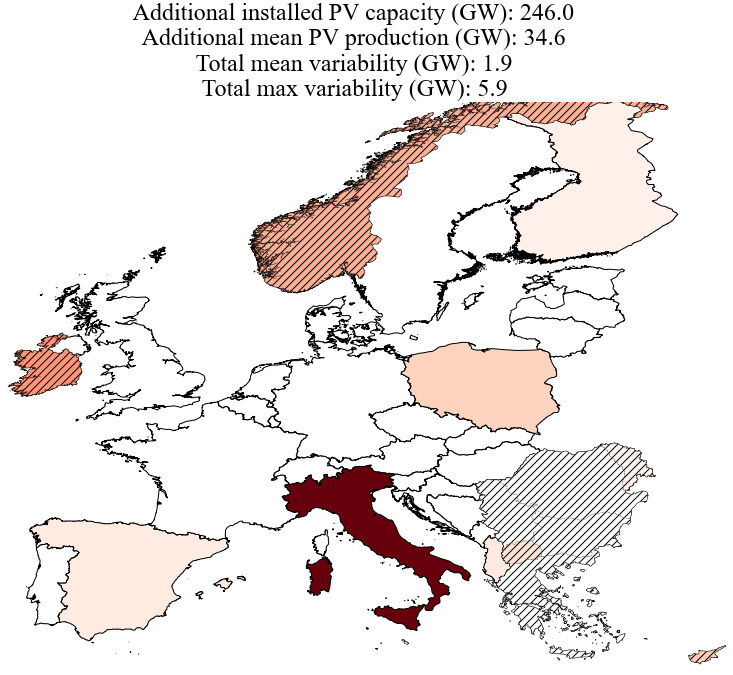 Additional installed PV capacity (GW): 246.0
Additional mean PV production (GW): 34.6
Total mean variability (GW): 1.9
Total max variability (GW): 5.9